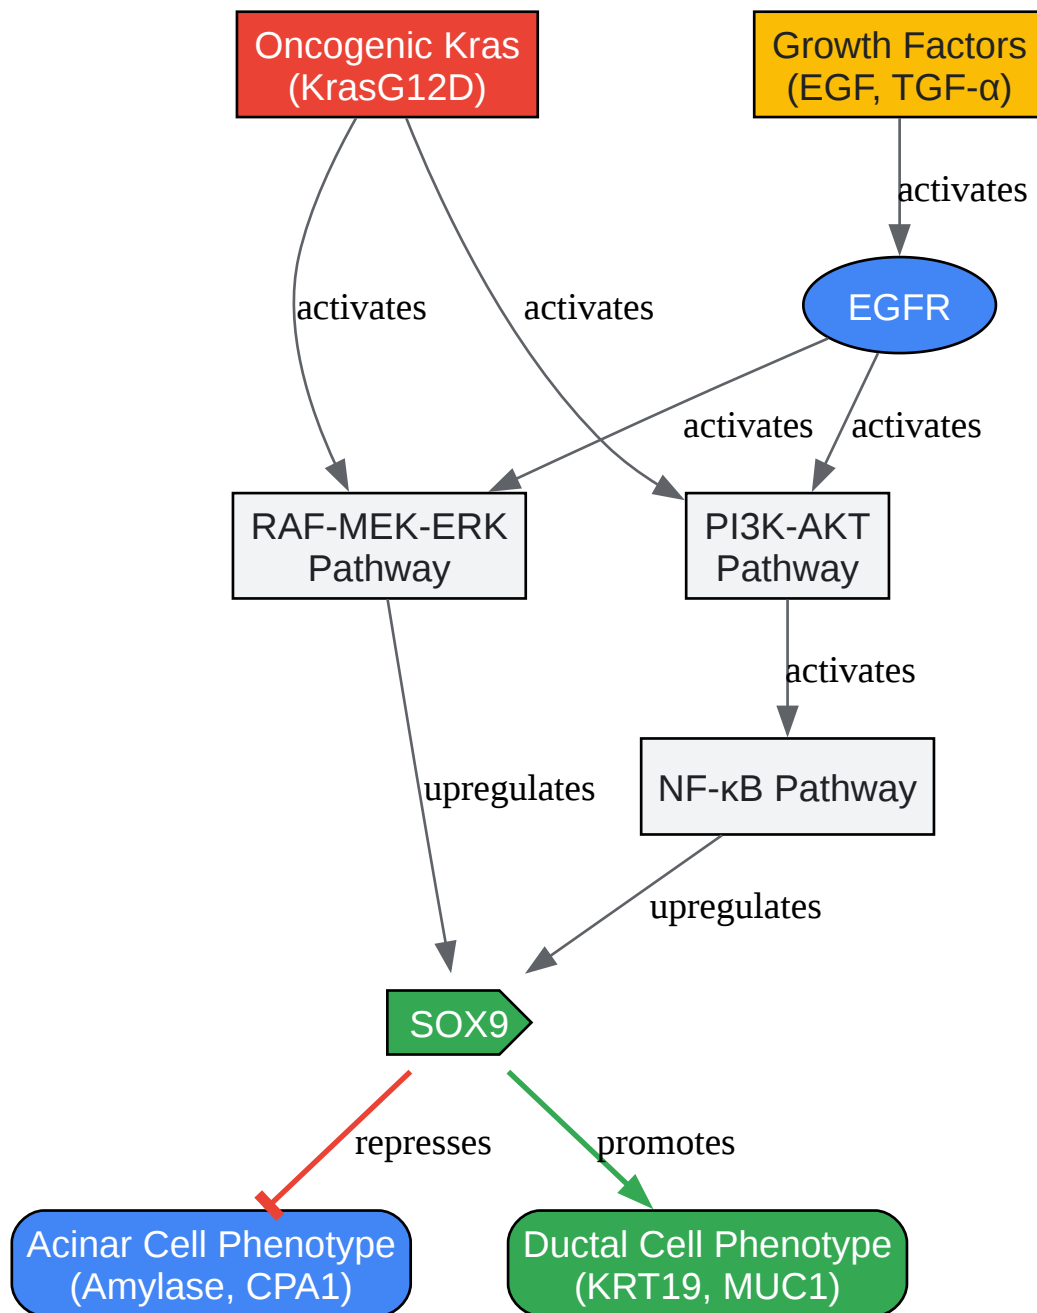 Oncogenic Kras
(KrasG12D)
Growth Factors
(EGF, TGF-α)
activates
activates
activates
EGFR
activates
activates
RAF-MEK-ERK
Pathway
PI3K-AKT
Pathway
activates
NF-κB Pathway
upregulates
upregulates
SOX9
represses
promotes
Acinar Cell Phenotype
(Amylase, CPA1)
Ductal Cell Phenotype
(KRT19, MUC1)